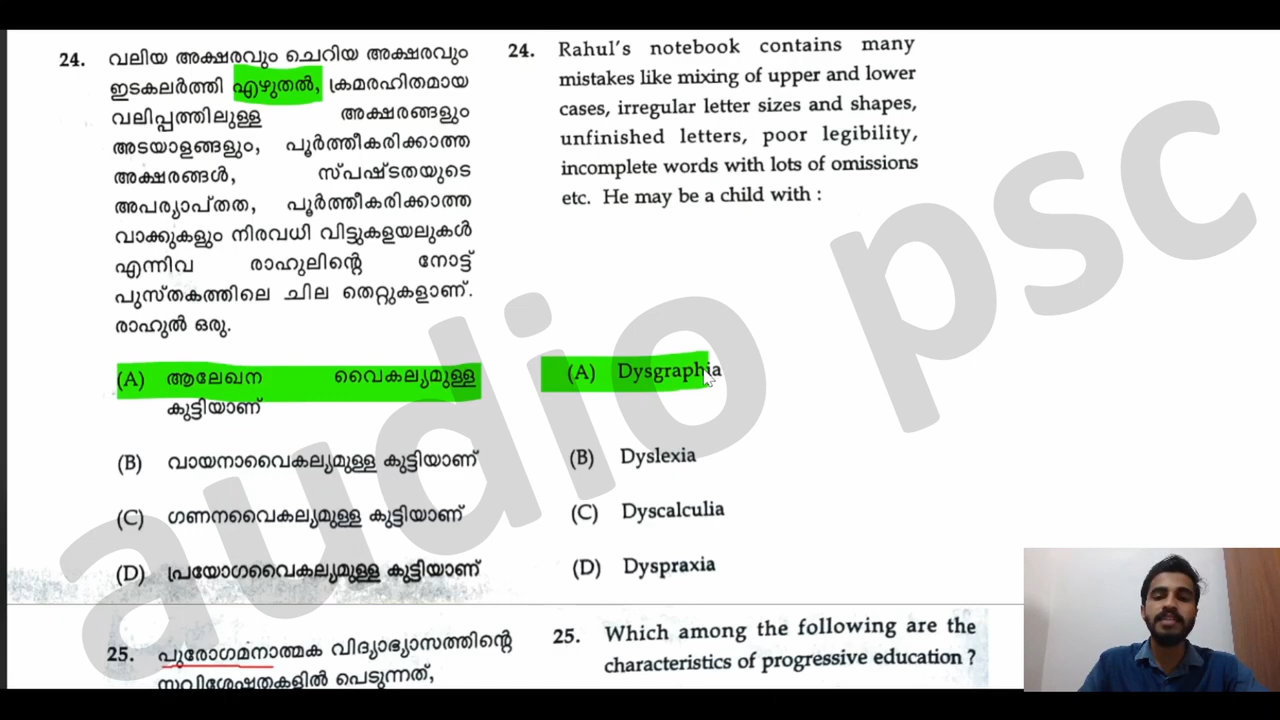 24. വലിയ അക്ഷരവും ചെറിയ അക്ഷരവും
ഇടകലർത്തി എഴുതൽ, ക്രമരഹിതമായ
വലിപ്പത്തിലുള്ള അക്ഷരങ്ങളും
അടയാളങ്ങളും, പൂർത്തീകരിക്കാത്ത
അക്ഷരങ്ങൾ, സ്പഷ്ടതയുടെ
അപര്യാപ്തത, പൂർത്തീകരിക്കാത്ത
വാക്കുകളും നിരവധി വിട്ടുകളയലുകൾ
എന്നിവ രാഹുലിന്റെ നോട്ട്
പുസ്തകത്തിലെ ചില തെറ്റുകളാണ്.
രാഹുൽ ഒരു.
(A) ആലേഖന വൈകല്യമുള്ള
കുട്ടിയാണ്
(B) വായനാവൈകല്യമുള്ള കുട്ടിയാണ്
(C) ഗണനവൈകല്യമുള്ള കുട്ടിയാണ്
(D) പ്രയോഗവൈകല്യമുള്ള കുട്ടിയാണ്
24. Rahul's notebook contains many
mistakes like mixing of upper and lower
cases, irregular letter sizes and shapes,
unfinished letters, poor legibility,
incomplete words with lots of omissions
etc. He may be a child with :
(A) Dysgraphia
(B) Dyslexia
(C) Dyscalculia
(D) Dyspraxia
25. പുരോഗമനാത്മക വിദ്യാഭ്യാസത്തിന്റെ
സവിശേഷതകളിൽ പെടുന്നത്,
25. Which among the following are the
characteristics of progressive education ?
audio psc